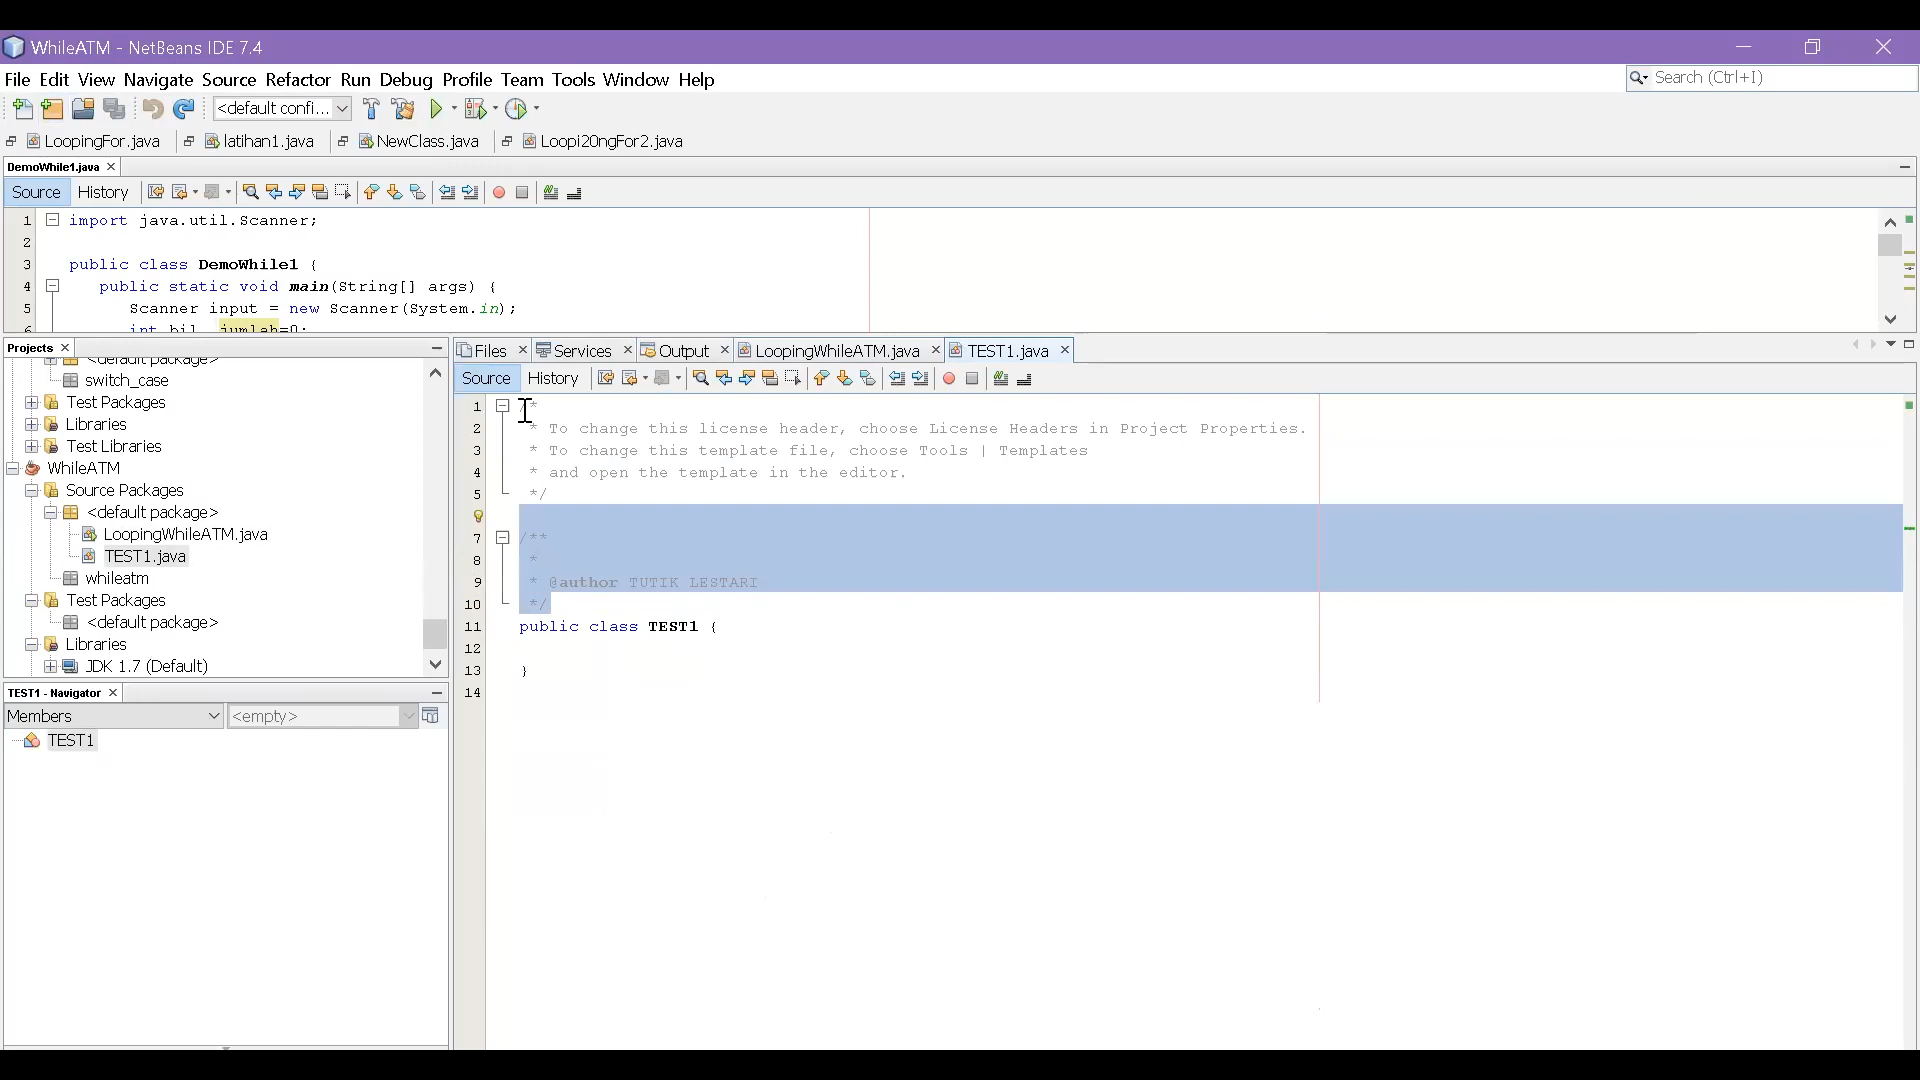 WhileATM - NetBeans IDE 7.4
File Edit View Navigate Source Refactor Run Debug Profile Team Tools Window Help
Search (Ctrl+I)
<default confi...
LoopingFor.java latihan1.java NewClass.java Loopi20ngFor2.java
DemoWhile1.java
Source History
1 import java.util.Scanner;
2
3 public class DemoWhile1 {
4 public static void main(String[] args) {
5 Scanner input = new Scanner(System.in);
6 int bil, jumlah=0;
Projects
<default package>
switch_case
Test Packages
Libraries
Test Libraries
WhileATM
Source Packages
<default package>
LoopingWhileATM.java
TEST1.java
whileatm
Test Packages
<default package>
Libraries
JDK 1.7 (Default)
TEST1 - Navigator
Members <empty>
TEST1
Files Services Output LoopingWhileATM.java TEST1.java
Source History
1 /*
2 * To change this license header, choose License Headers in Project Properties.
3 * To change this template file, choose Tools | Templates
4 * and open the template in the editor.
5 */
7 /**
8 *
9 * @author TUTIK LESTARI
10 */
11 public class TEST1 {
12
13 }
14